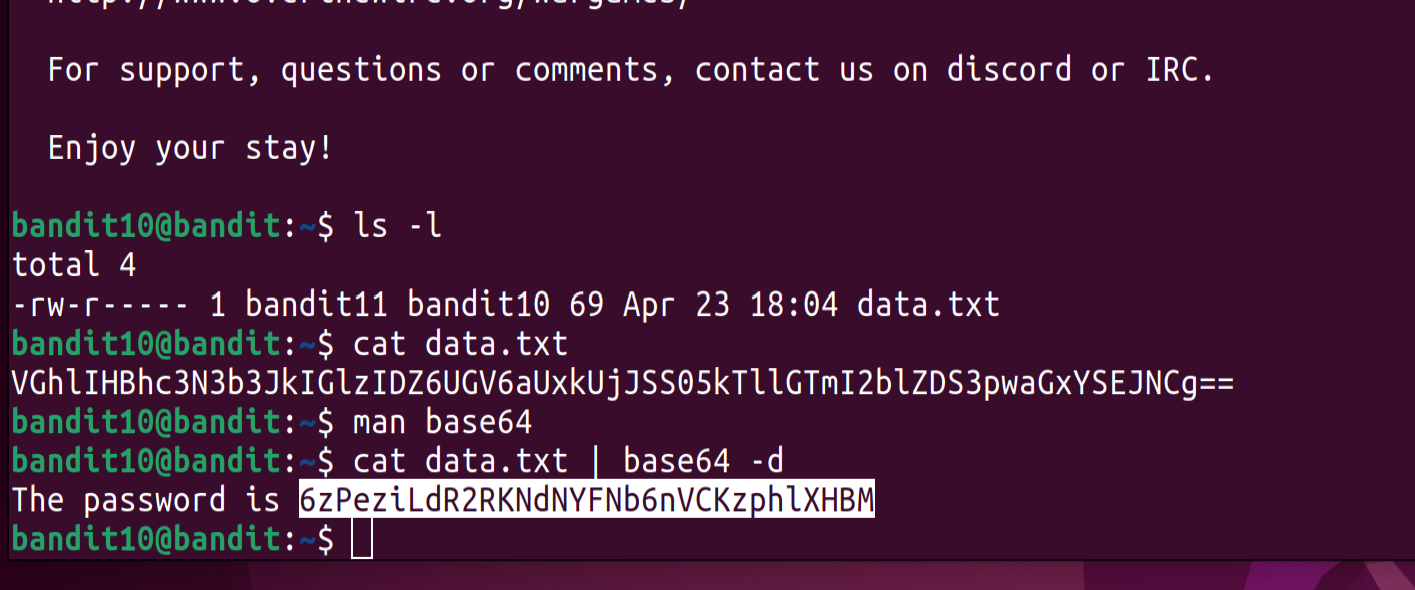 For support, questions or comments, contact us on discord or IRC.
Enjoy your stay!
bandit10@bandit:~$ ls -l
total 4
-rw-r----- 1 bandit11 bandit10 69 Apr 23 18:04 data.txt
bandit10@bandit:~$ cat data.txt
VGhlIHBhc3N3b3JkIGlzIDZ6UGV6aUxkUjJSS05kTllGTmI2blZDS3pwaGxYSEJNCg==
bandit10@bandit:~$ man base64
bandit10@bandit:~$ cat data.txt | base64 -d
The password is 6zPeziLdR2RKNdNYFNb6nVCKzphlXHBM
bandit10@bandit:~$